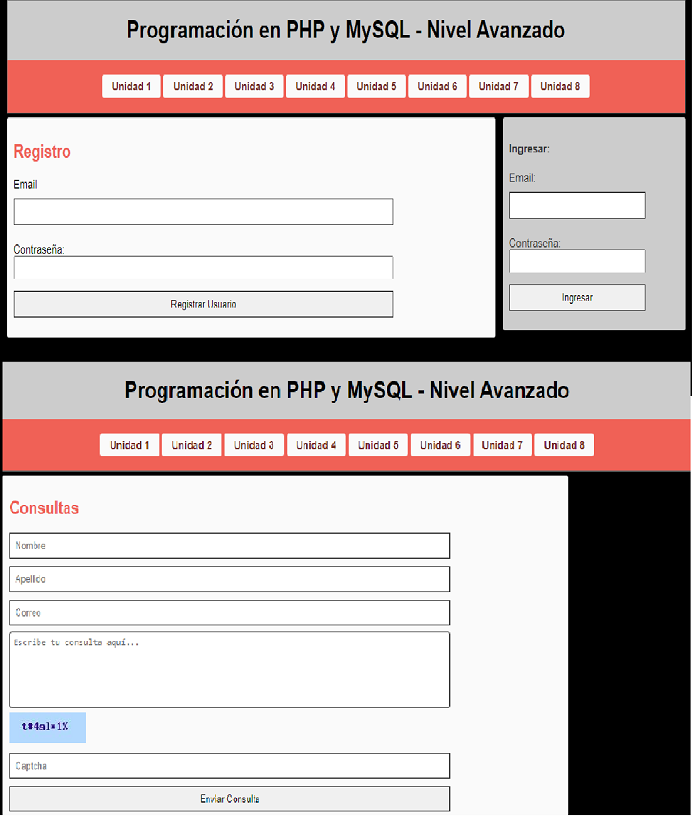 Programación en PHP y MySQL - Nivel Avanzado
Unidad 1 Unidad 2 Unidad 3 Unidad 4 Unidad 5 Unidad 6 Unidad 7 Unidad 8
Registro
Email
Contraseña:
Registrar Usuario
Ingresar:
Email:
Contraseña:
Ingresar
Programación en PHP y MySQL - Nivel Avanzado
Unidad 1 Unidad 2 Unidad 3 Unidad 4 Unidad 5 Unidad 6 Unidad 7 Unidad 8
Consultas
Nombre
Apellido
Correo
Escribe tu consulta aquí...
Captcha
Enviar Consulta